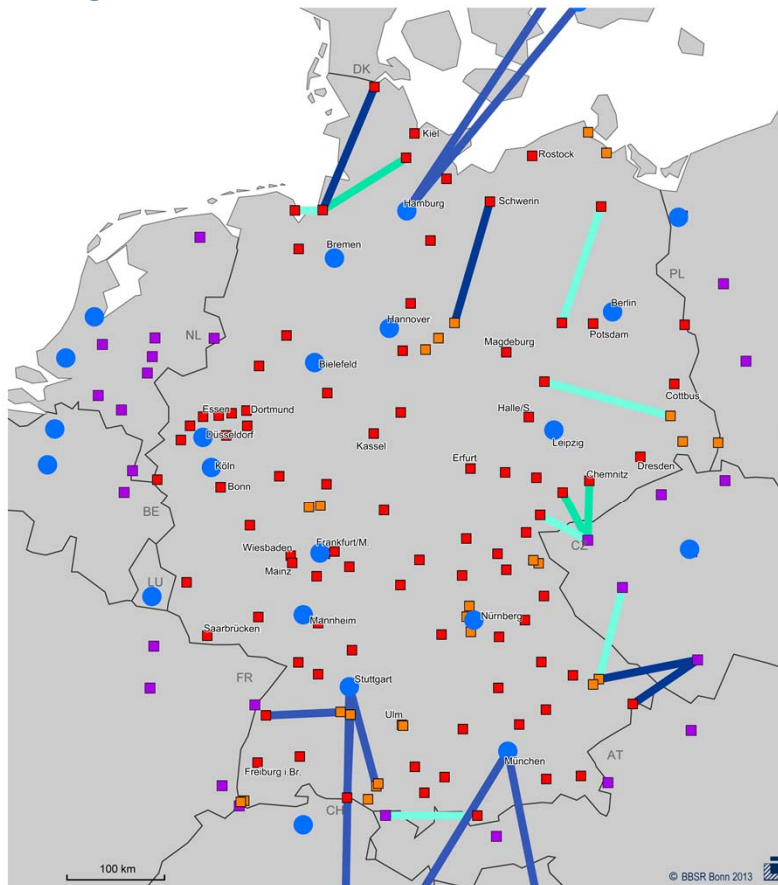 DK
Kiel
Rostock
Hamburg
Schwerin
Bremen
PL
Berlin
NL
Hannover
Potsdam
Magdeburg
Bielefeld
Cottbus
Essen
Dortmund
Halle/S.
Düsseldorf
Kassel
Leipzig
Köln
Erfurt
Dresden
Chemnitz
Bonn
BE
CZ
Wiesbaden
Frankfurt/M.
Mainz
LU
Mannheim
Nürnberg
Saarbrücken
FR
Stuttgart
Ulm
AT
München
Freiburg i.Br.
CH
100 km
© BBSR Bonn 2013